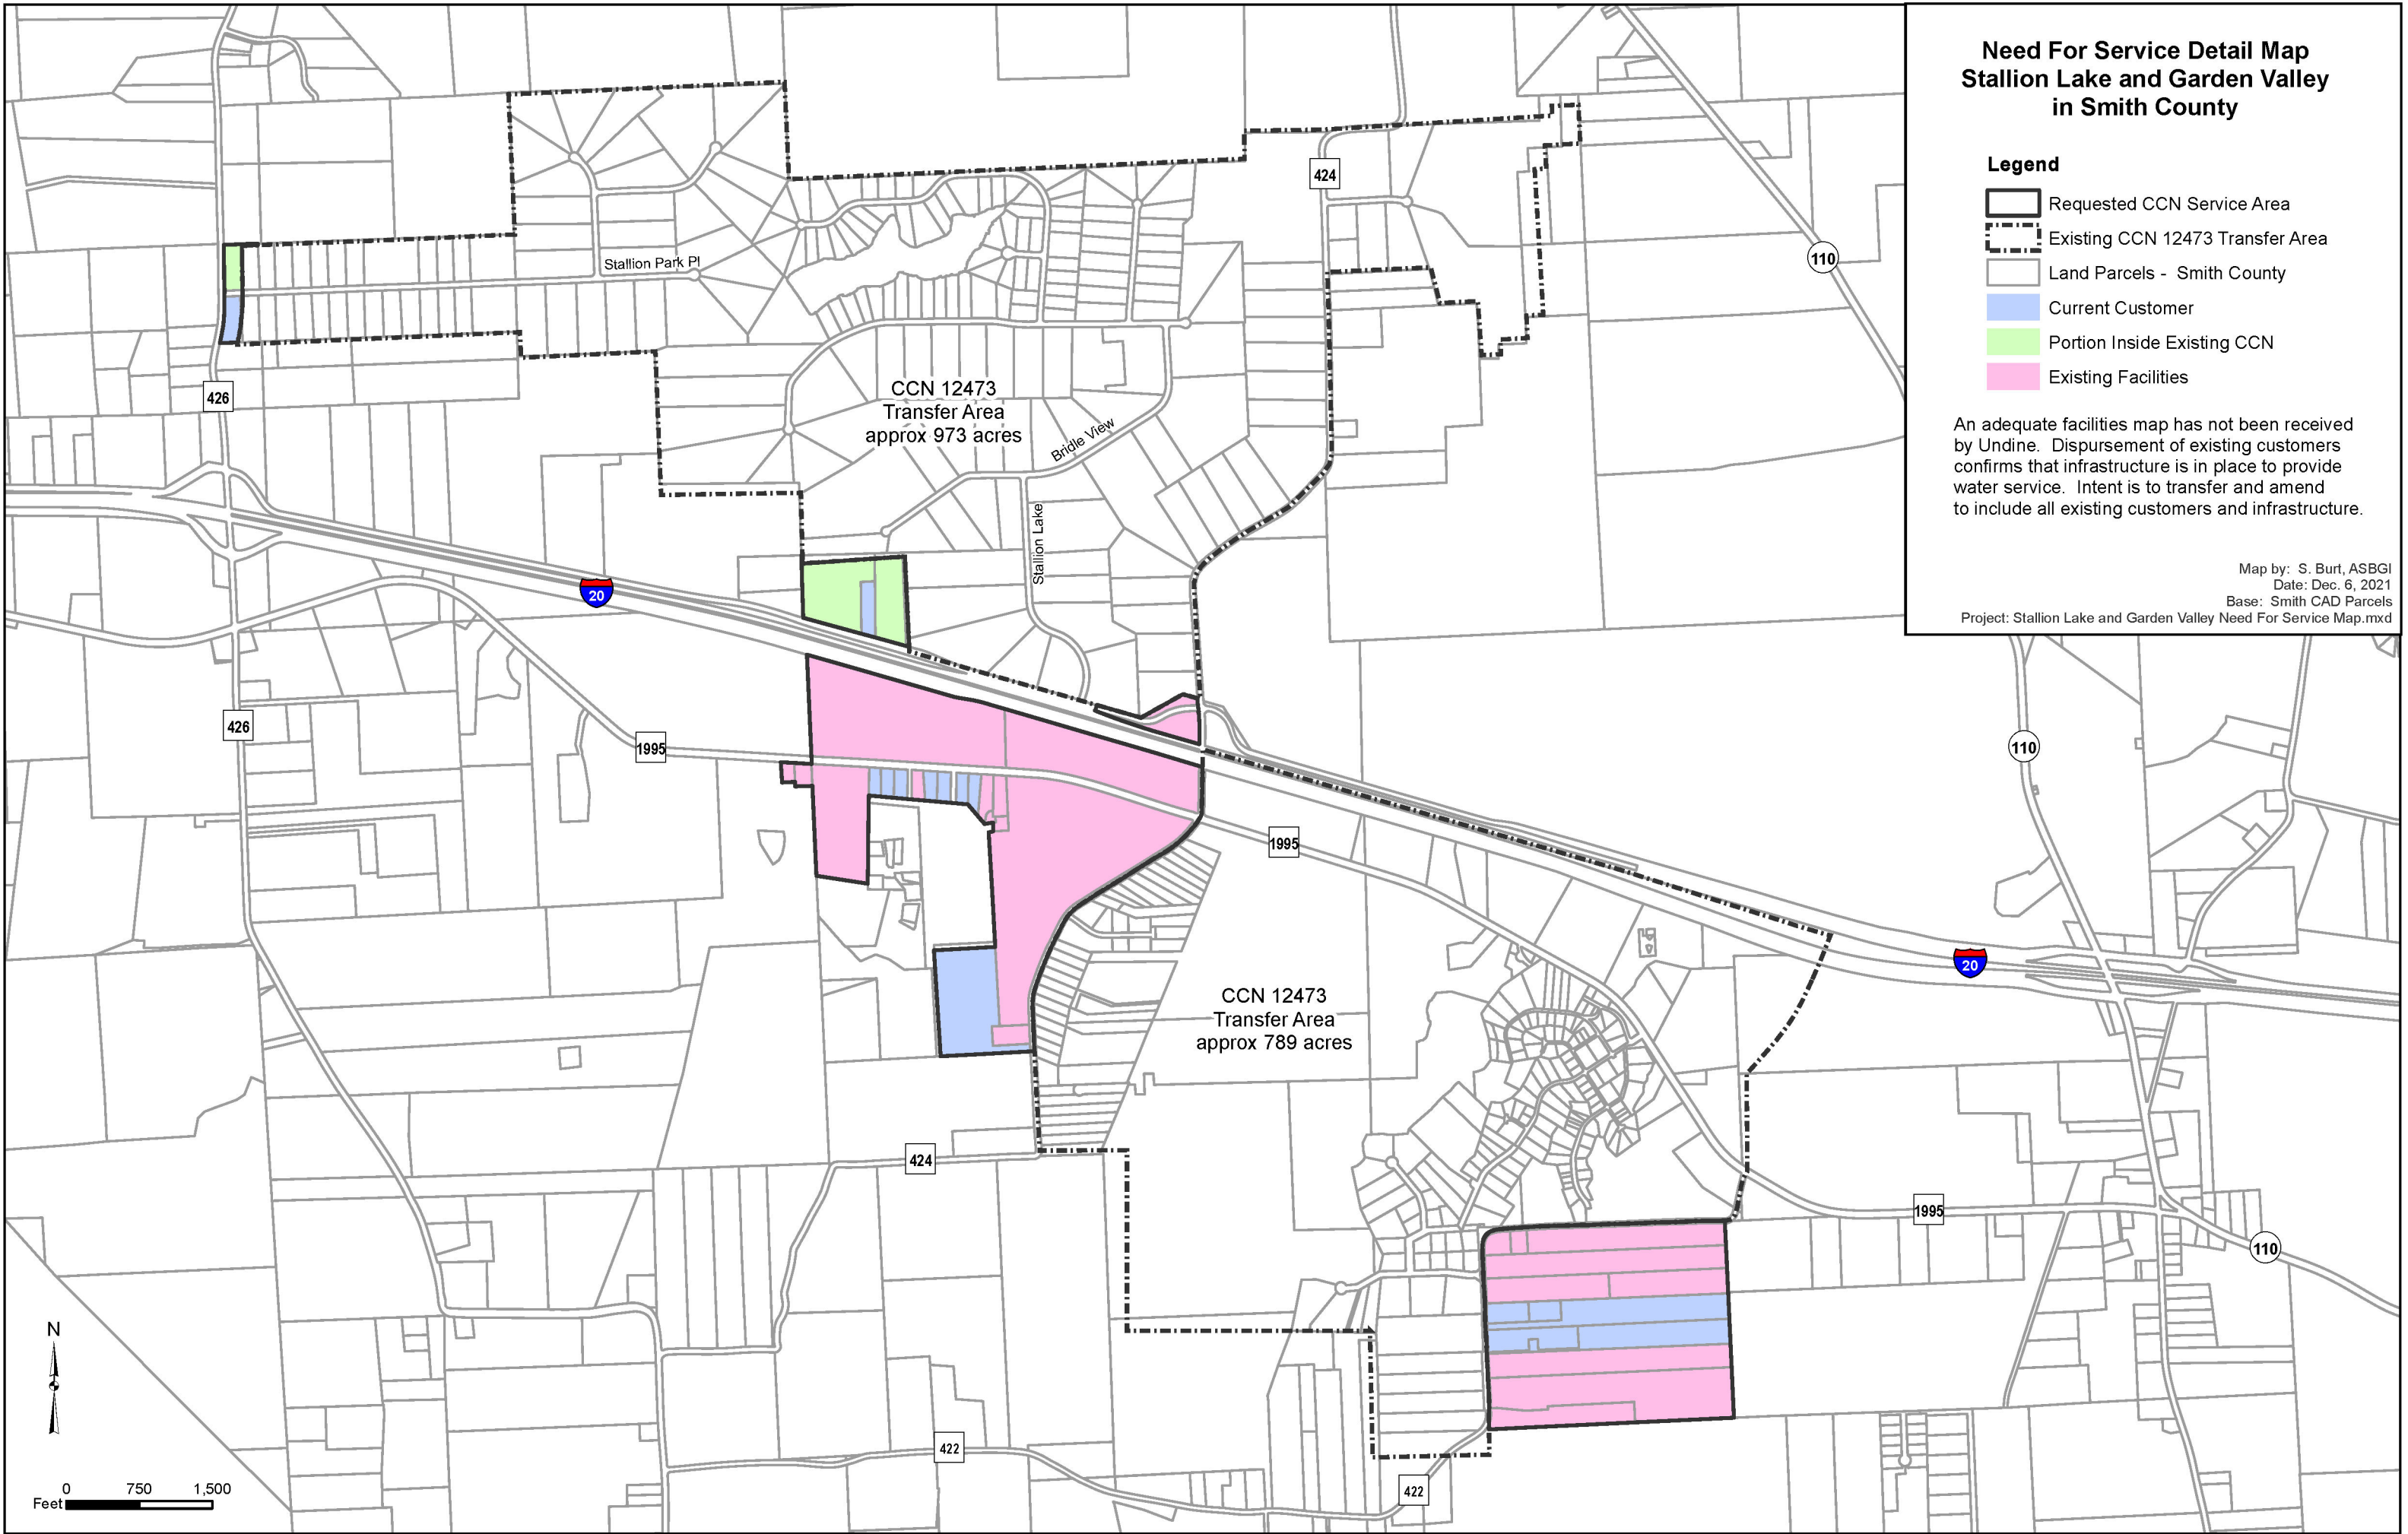 Need For Service Detail Map
Stallion Lake and Garden Valley
in Smith County
Legend
Requested CCN Service Area
Existing CCN 12473 Transfer Area
Land Parcels - Smith County
Current Customer
Portion Inside Existing CCN
Existing Facilities
An adequate facilities map has not been received
by Undine. Dispursement of existing customers
confirms that infrastructure is in place to provide
water service. Intent is to transfer and amend
to include all existing customers and infrastructure.
Map by: S. Burt, ASBGI
Date: Dec. 6, 2021
Base: Smith CAD Parcels
Project: Stallion Lake and Garden Valley Need For Service Map.mxd
424
110
Stallion Park Pl
426
CCN 12473
Transfer Area
approx 973 acres
Bridle View
Stallion Lake
20
426
1995
110
1995
20
CCN 12473
Transfer Area
approx 789 acres
424
1995
110
N
422
422
0 750 1,500
Feet